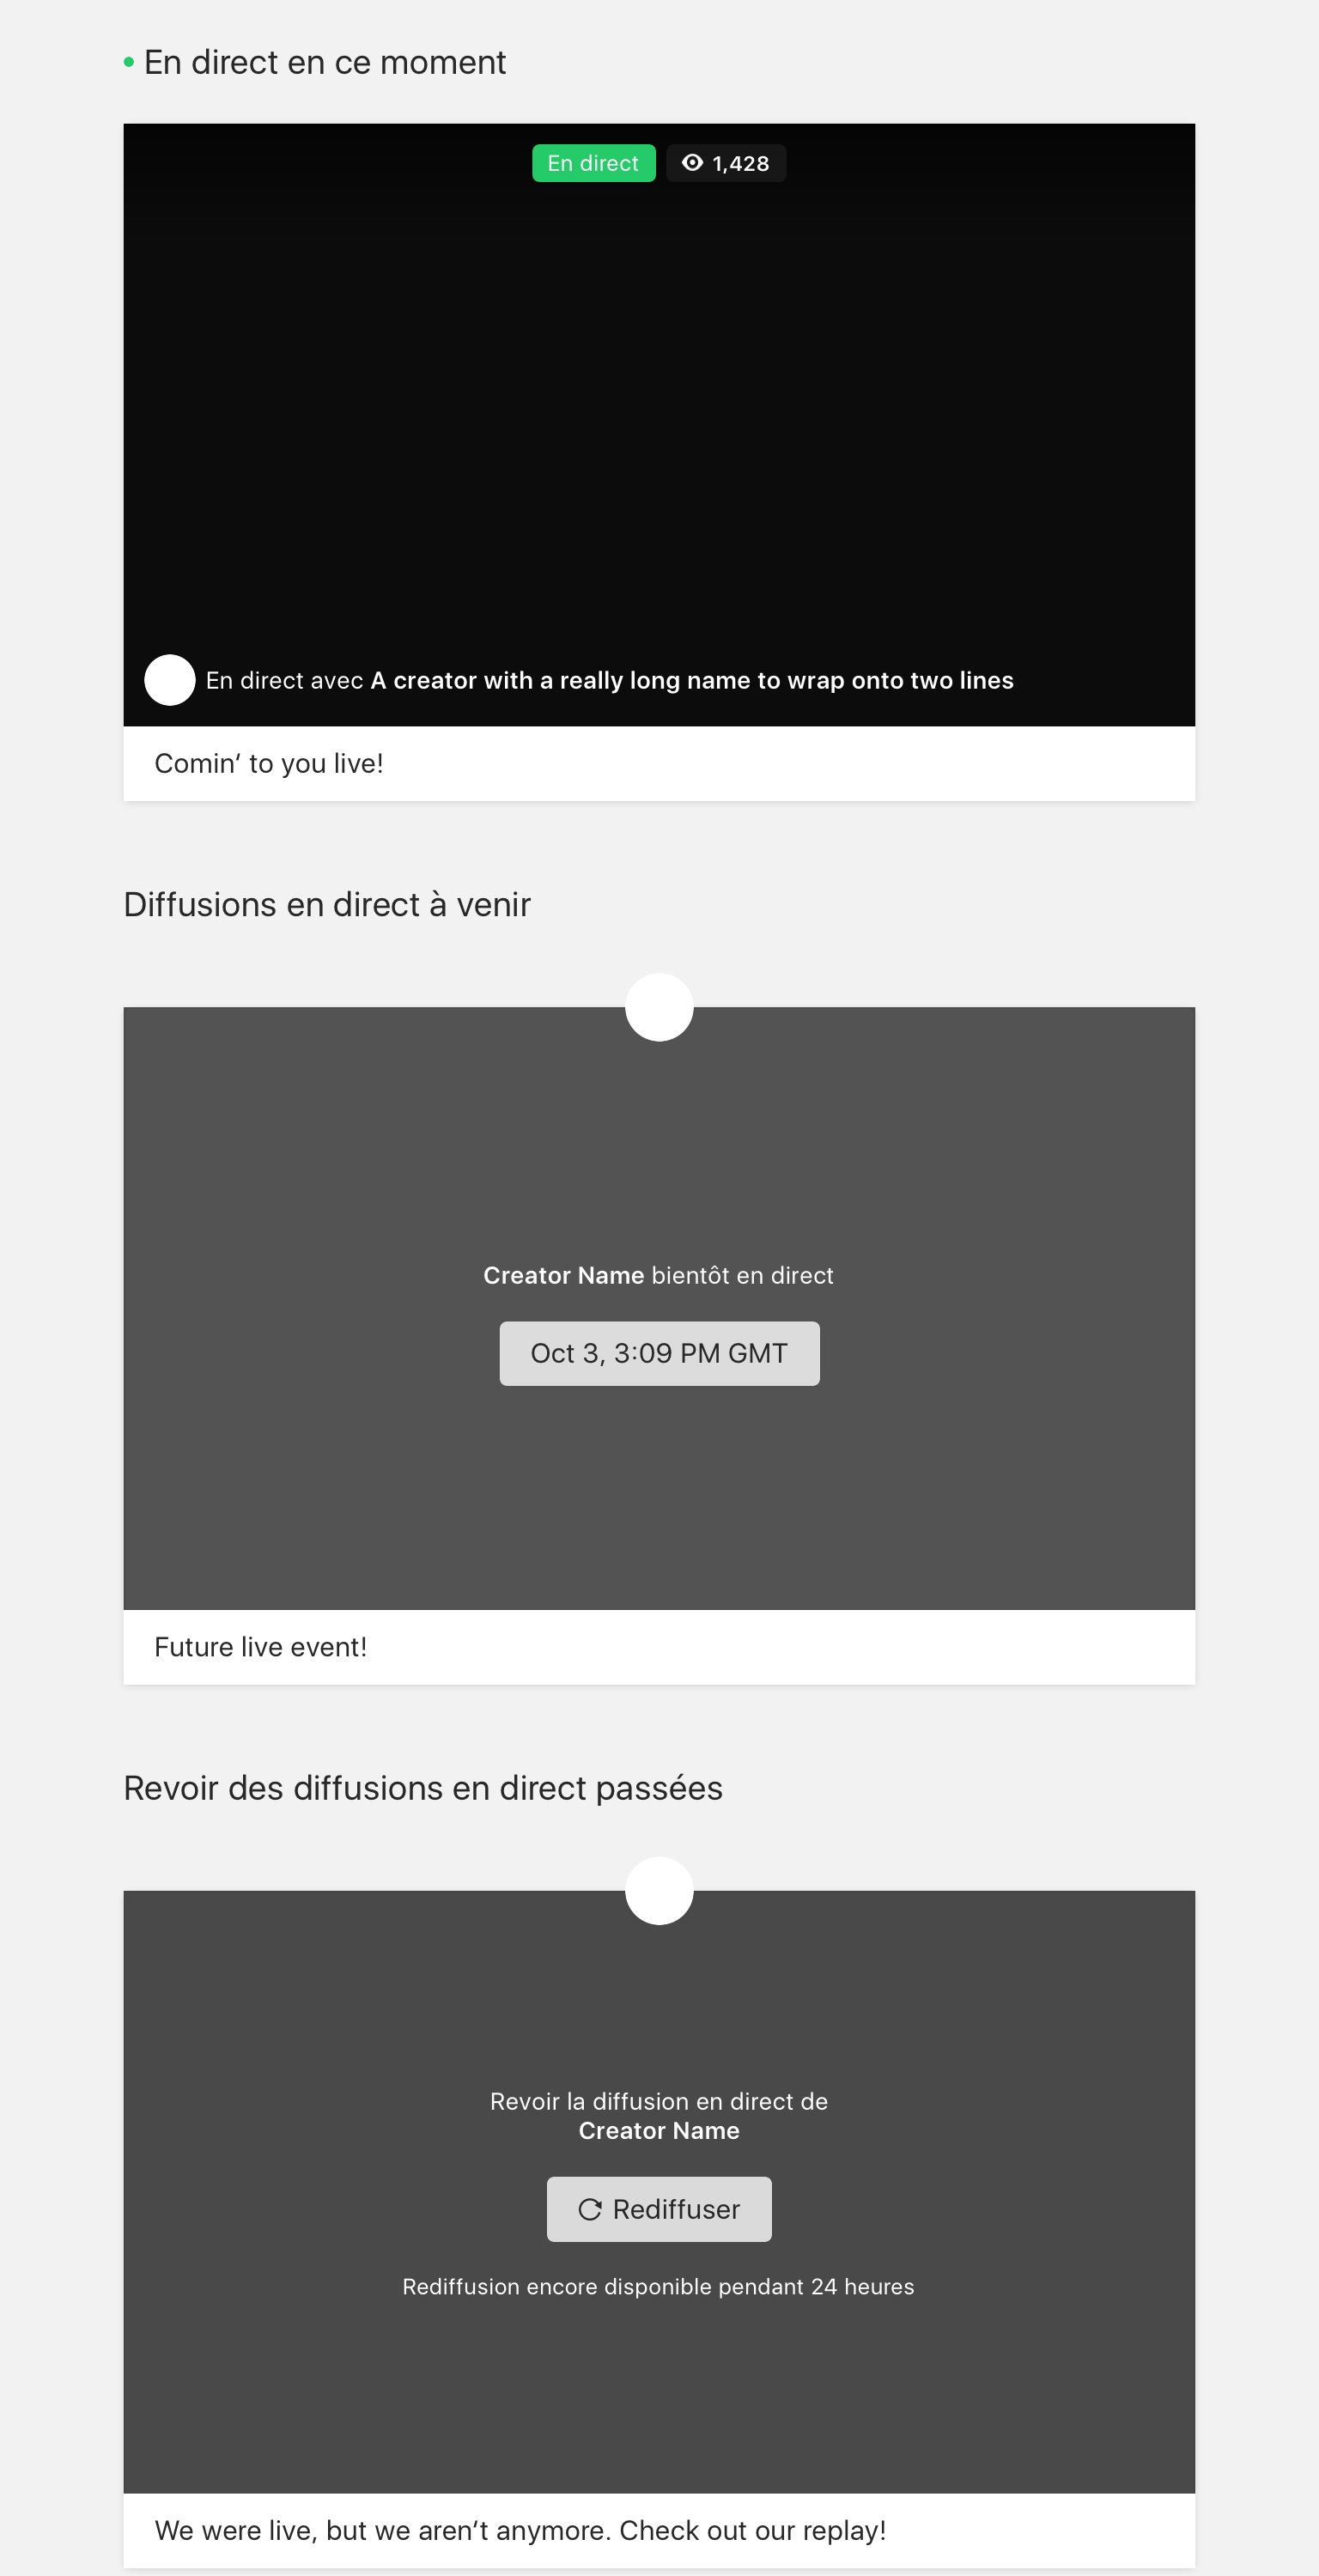 En direct en ce moment
En direct
1,428
En direct avec A creator with a really long name to wrap onto two lines
Comin’ to you live!
Diffusions en direct à venir
Creator Name bientôt en direct
Oct 3, 3:09 PM GMT
Future live event!
Revoir des diffusions en direct passées
Revoir la diffusion en direct de
Creator Name
Rediffuser
Rediffusion encore disponible pendant 24 heures
We were live, but we aren’t anymore. Check out our replay!